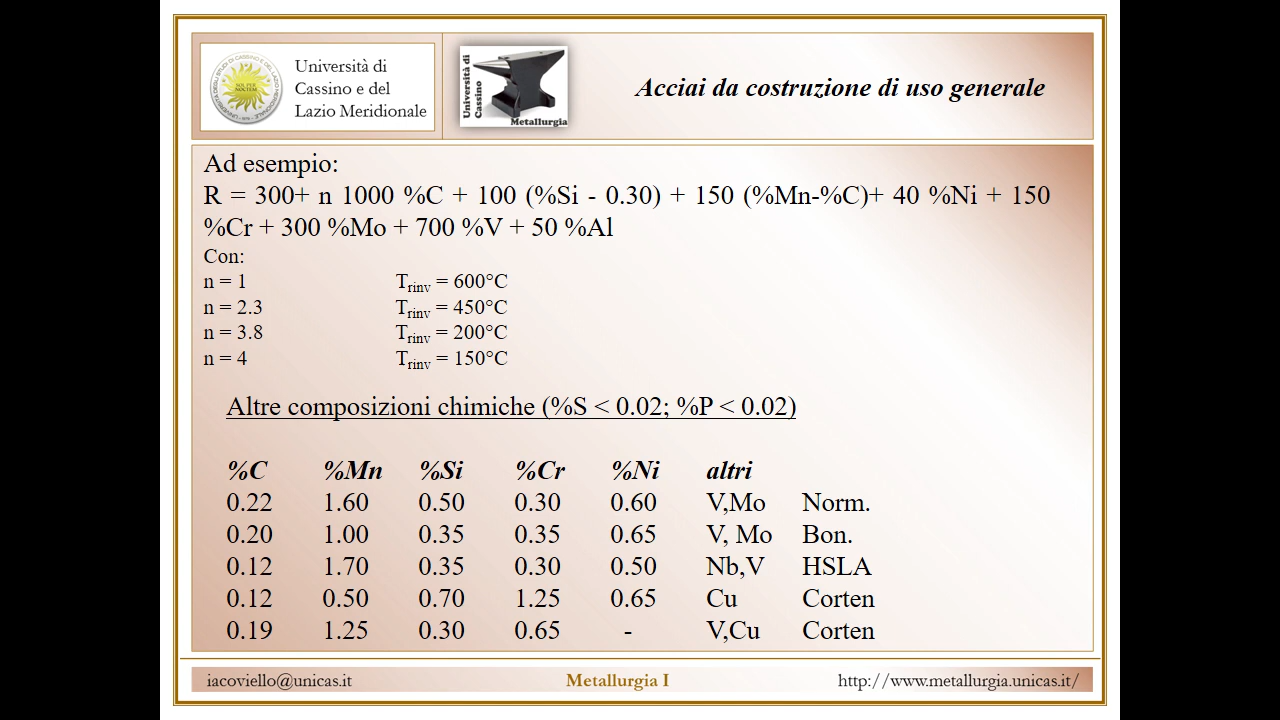 Università di
Cassino e del
Lazio Meridionale
Università di
Cassino
Metallurgia
Acciai da costruzione di uso generale
Ad esempio:
R = 300+ n 1000 %C + 100 (%Si - 0.30) + 150 (%Mn-%C)+ 40 %Ni + 150
%Cr + 300 %Mo + 700 %V + 50 %Al
Con:
n = 1 Trinv = 600°C
n = 2.3 Trinv = 450°C
n = 3.8 Trinv = 200°C
n = 4 Trinv = 150°C
Altre composizioni chimiche (%S < 0.02; %P < 0.02)
%C %Mn %Si %Cr %Ni altri
0.22 1.60 0.50 0.30 0.60 V,Mo Norm.
0.20 1.00 0.35 0.35 0.65 V, Mo Bon.
0.12 1.70 0.35 0.30 0.50 Nb,V HSLA
0.12 0.50 0.70 1.25 0.65 Cu Corten
0.19 1.25 0.30 0.65 - V,Cu Corten
iacoviello@unicas.it Metallurgia I http://www.metallurgia.unicas.it/